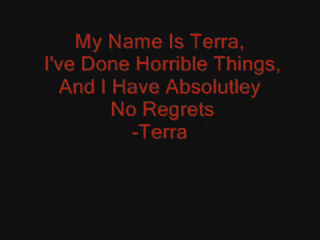 My Name Is Terra,
I've Done Horrible Things,
And I Have Absolutley
No Regrets
-Terra